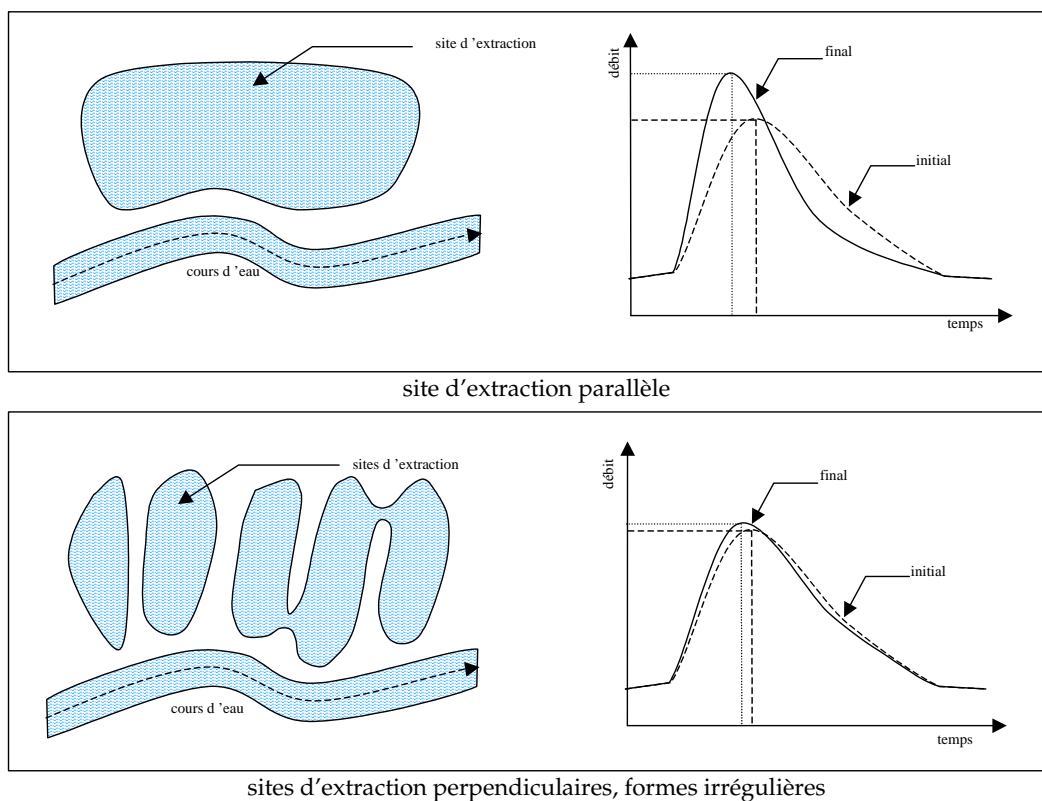 site d 'extraction
débit
final
initial
cours d 'eau
temps
site d'extraction parallèle
sites d 'extraction
débit
final
initial
cours d 'eau
temps
sites d'extraction perpendiculaires, formes irrégulières